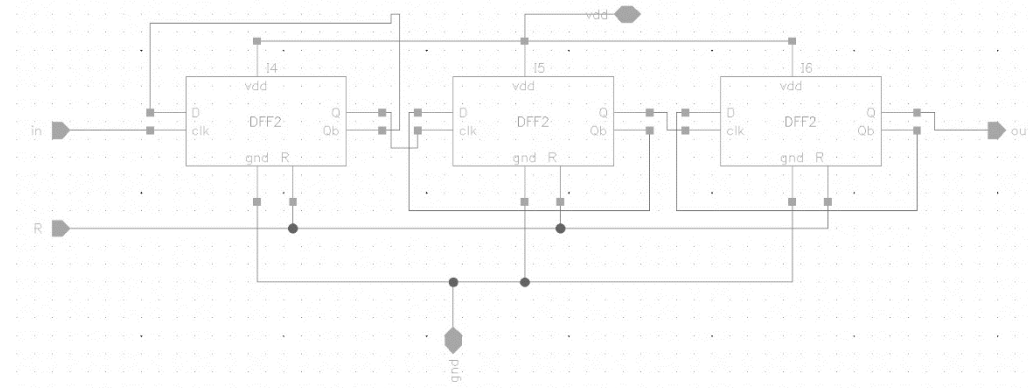 vdd
I4 I5 I6
vdd vdd vdd
D Q D Q D Q
in DFF2 DFF2 DFF2
clk Qb clk Qb clk Qb ou
gnd R gnd R gnd R
R
gnd